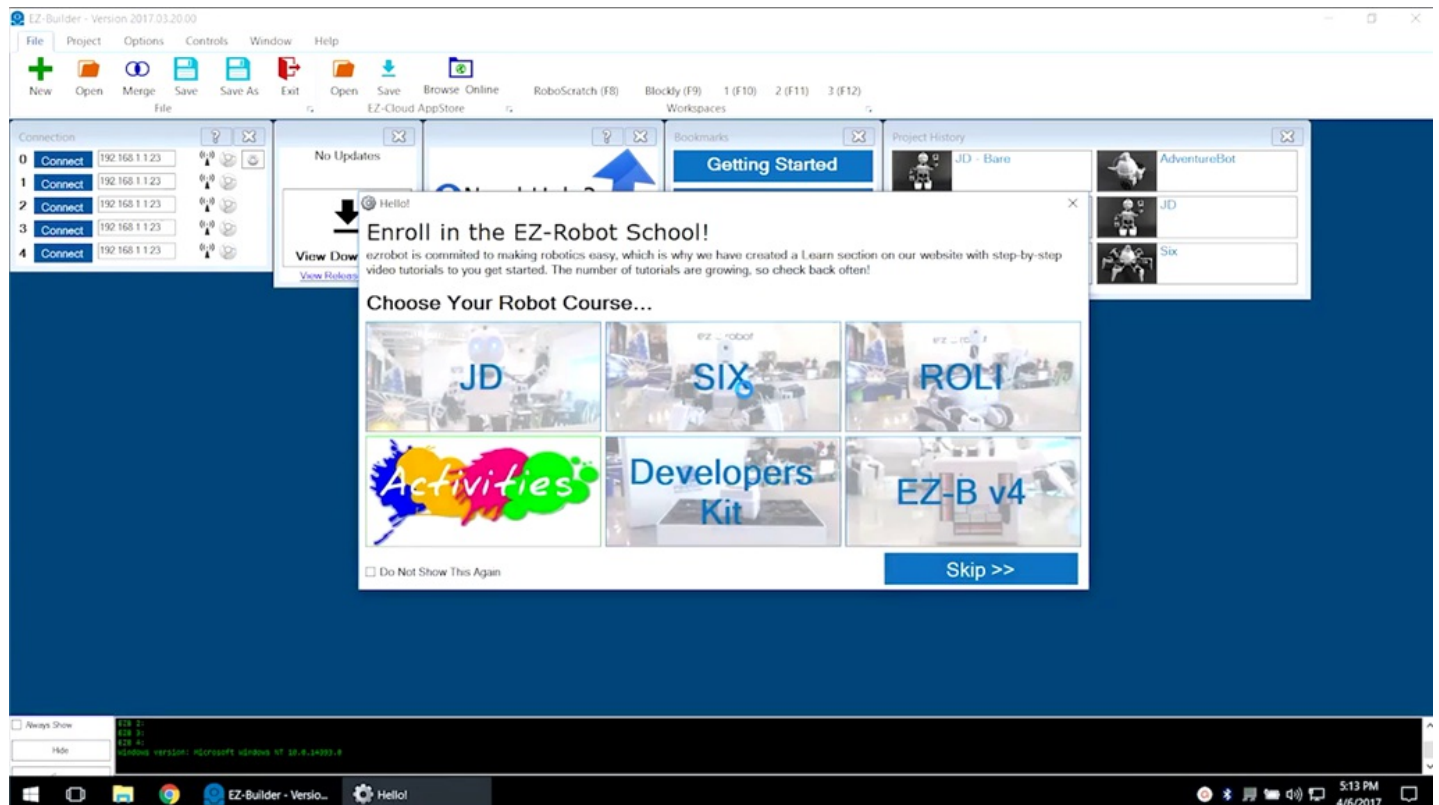 EZ-Builder - Version 2017.03.20.00
File Project Options Controls Window Help
New Open Merge Save Save As Exit Open Save Browse Online RoboScratch (F8) Blockly (F9) 1 (F10) 2 (F11) 3 (F12)
File EZ-Cloud AppStore Workspaces
Connection
0 Connect 192.168.1.1:23
1 Connect 192.168.1.1:23
2 Connect 192.168.1.1:23
3 Connect 192.168.1.1:23
4 Connect 192.168.1.1:23
No Updates
View Dow
View Releas
Bookmarks
Getting Started
Project History
JD - Bare
AdventureBot
JD
Six
Hello!
Enroll in the EZ-Robot School!
ezrobot is commited to making robotics easy, which is why we have created a Learn section on our website with step-by-step
video tutorials to you get started. The number of tutorials are growing, so check back often!
Choose Your Robot Course...
JD
SIX
ROLI
Activities
Developers
Kit
EZ-B v4
Do Not Show This Again
Skip >>
Always Show
Hide
EZB 2:
EZB 3:
EZB 4:
Windows version: Microsoft Windows NT 10.0.14393.0
EZ-Builder - Versio...
Hello!
5:13 PM
4/6/2017